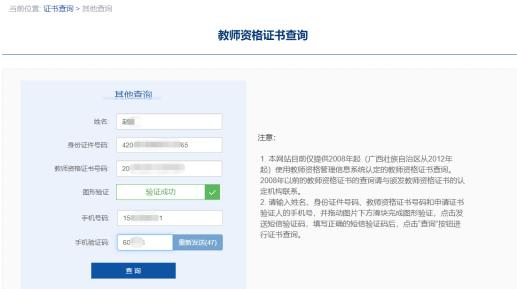 当前位置: 证书查询 > 其他查询
教师资格证书查询
其他查询
姓名:
身份证件号码: 420 65
教师资格证书号码: 20
图形验证 验证成功
手机号码: 15 1
手机验证码: 60 重新发送(47)
查 询
注意：
1. 本网站目前仅提供2008年起（广西壮族自治区从2012年
起）使用教师资格管理信息系统认定的教师资格证书查询。
2008年以前的教师资格证书的查询请与颁发教师资格证书的认
定机构联系。
2. 请输入姓名、身份证件号码、教师资格证书号码和申请证书
验证人的手机号，并拖动图片下方滑块完成图形验证，点击发
送短信验证码，填写正确的短信验证码后，点击“查询”按钮进
行证书查询。